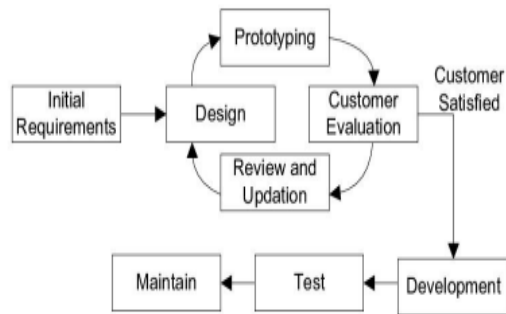 Prototyping
Initial
Requirements
Design
Customer
Evaluation
Customer
Satisfied
Review and
Updation
Maintain
Test
Development